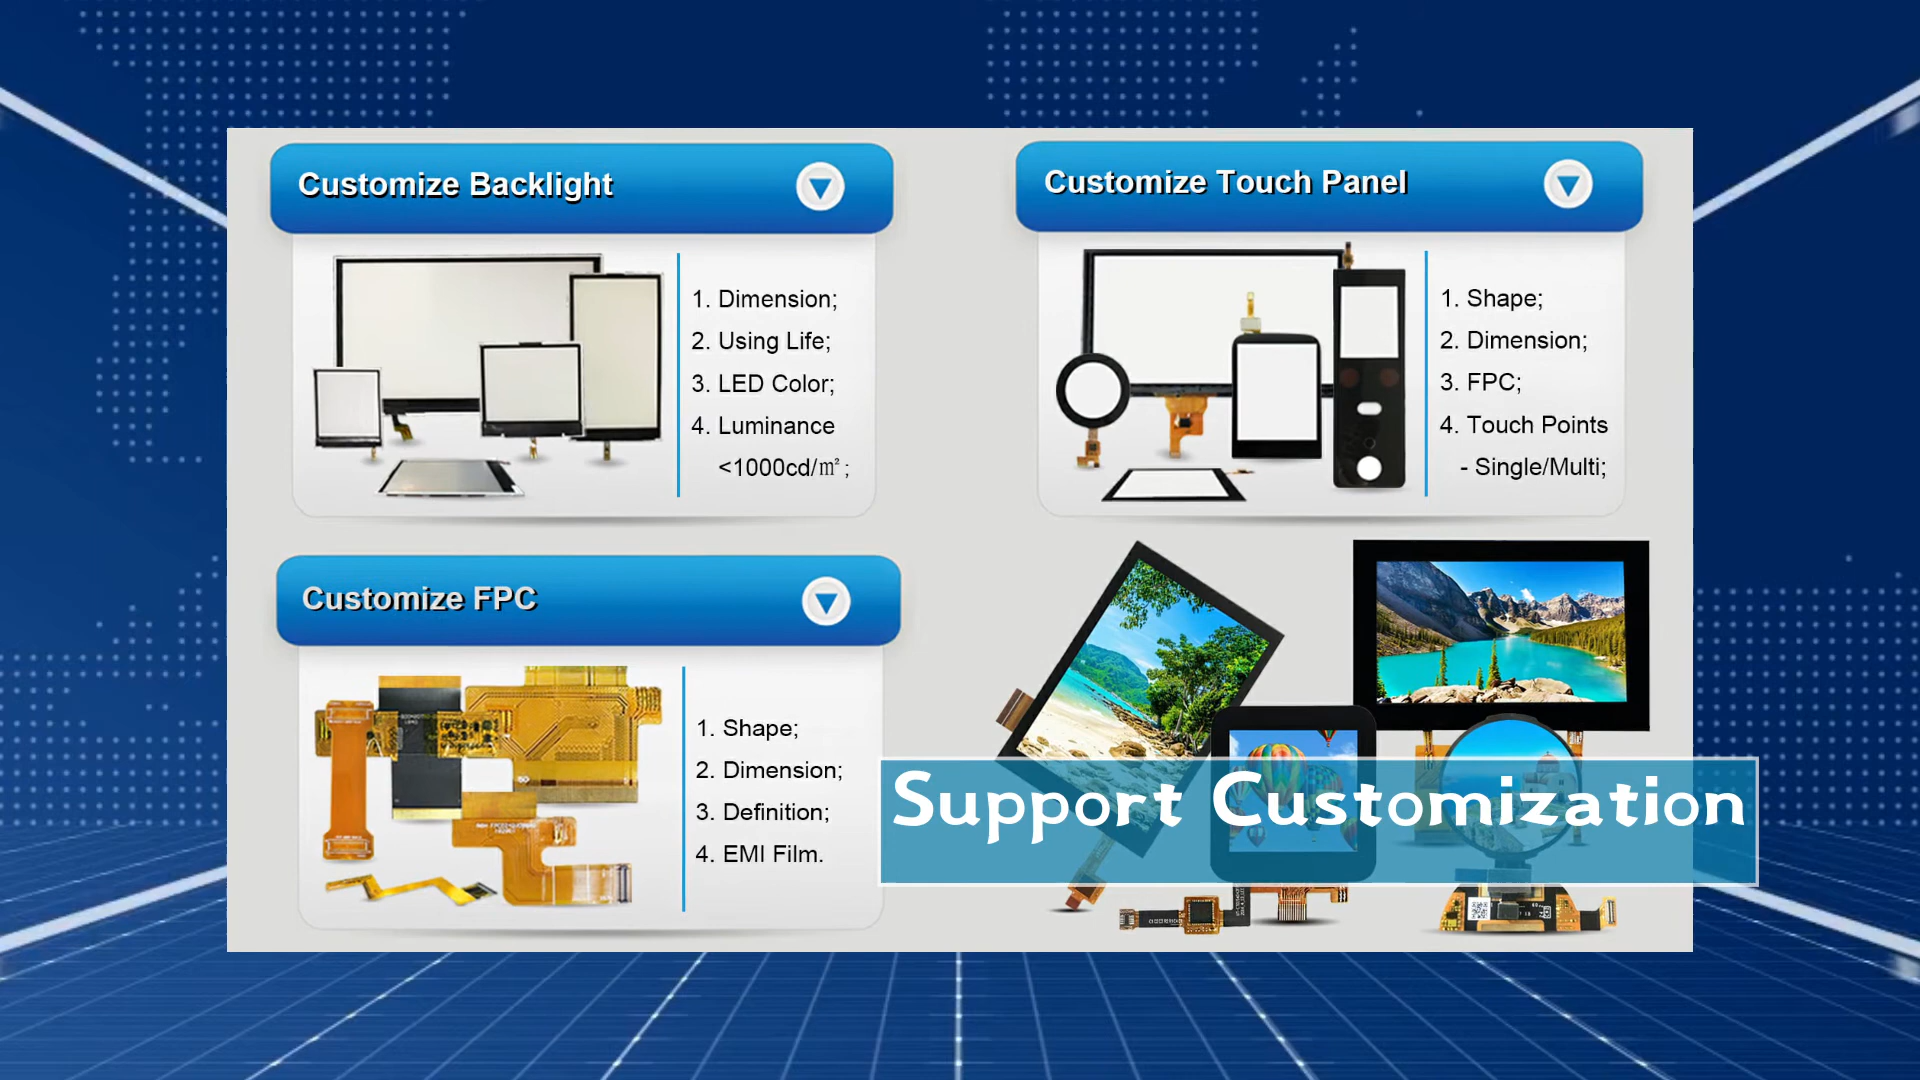 Customize Backlight
1. Dimension;
2. Using Life;
3. LED Color;
4. Luminance
<1000cd/㎡;
Customize Touch Panel
1. Shape;
2. Dimension;
3. FPC;
4. Touch Points
- Single/Multi;
Customize FPC
1. Shape;
2. Dimension;
3. Definition;
4. EMI Film.
Support Customization